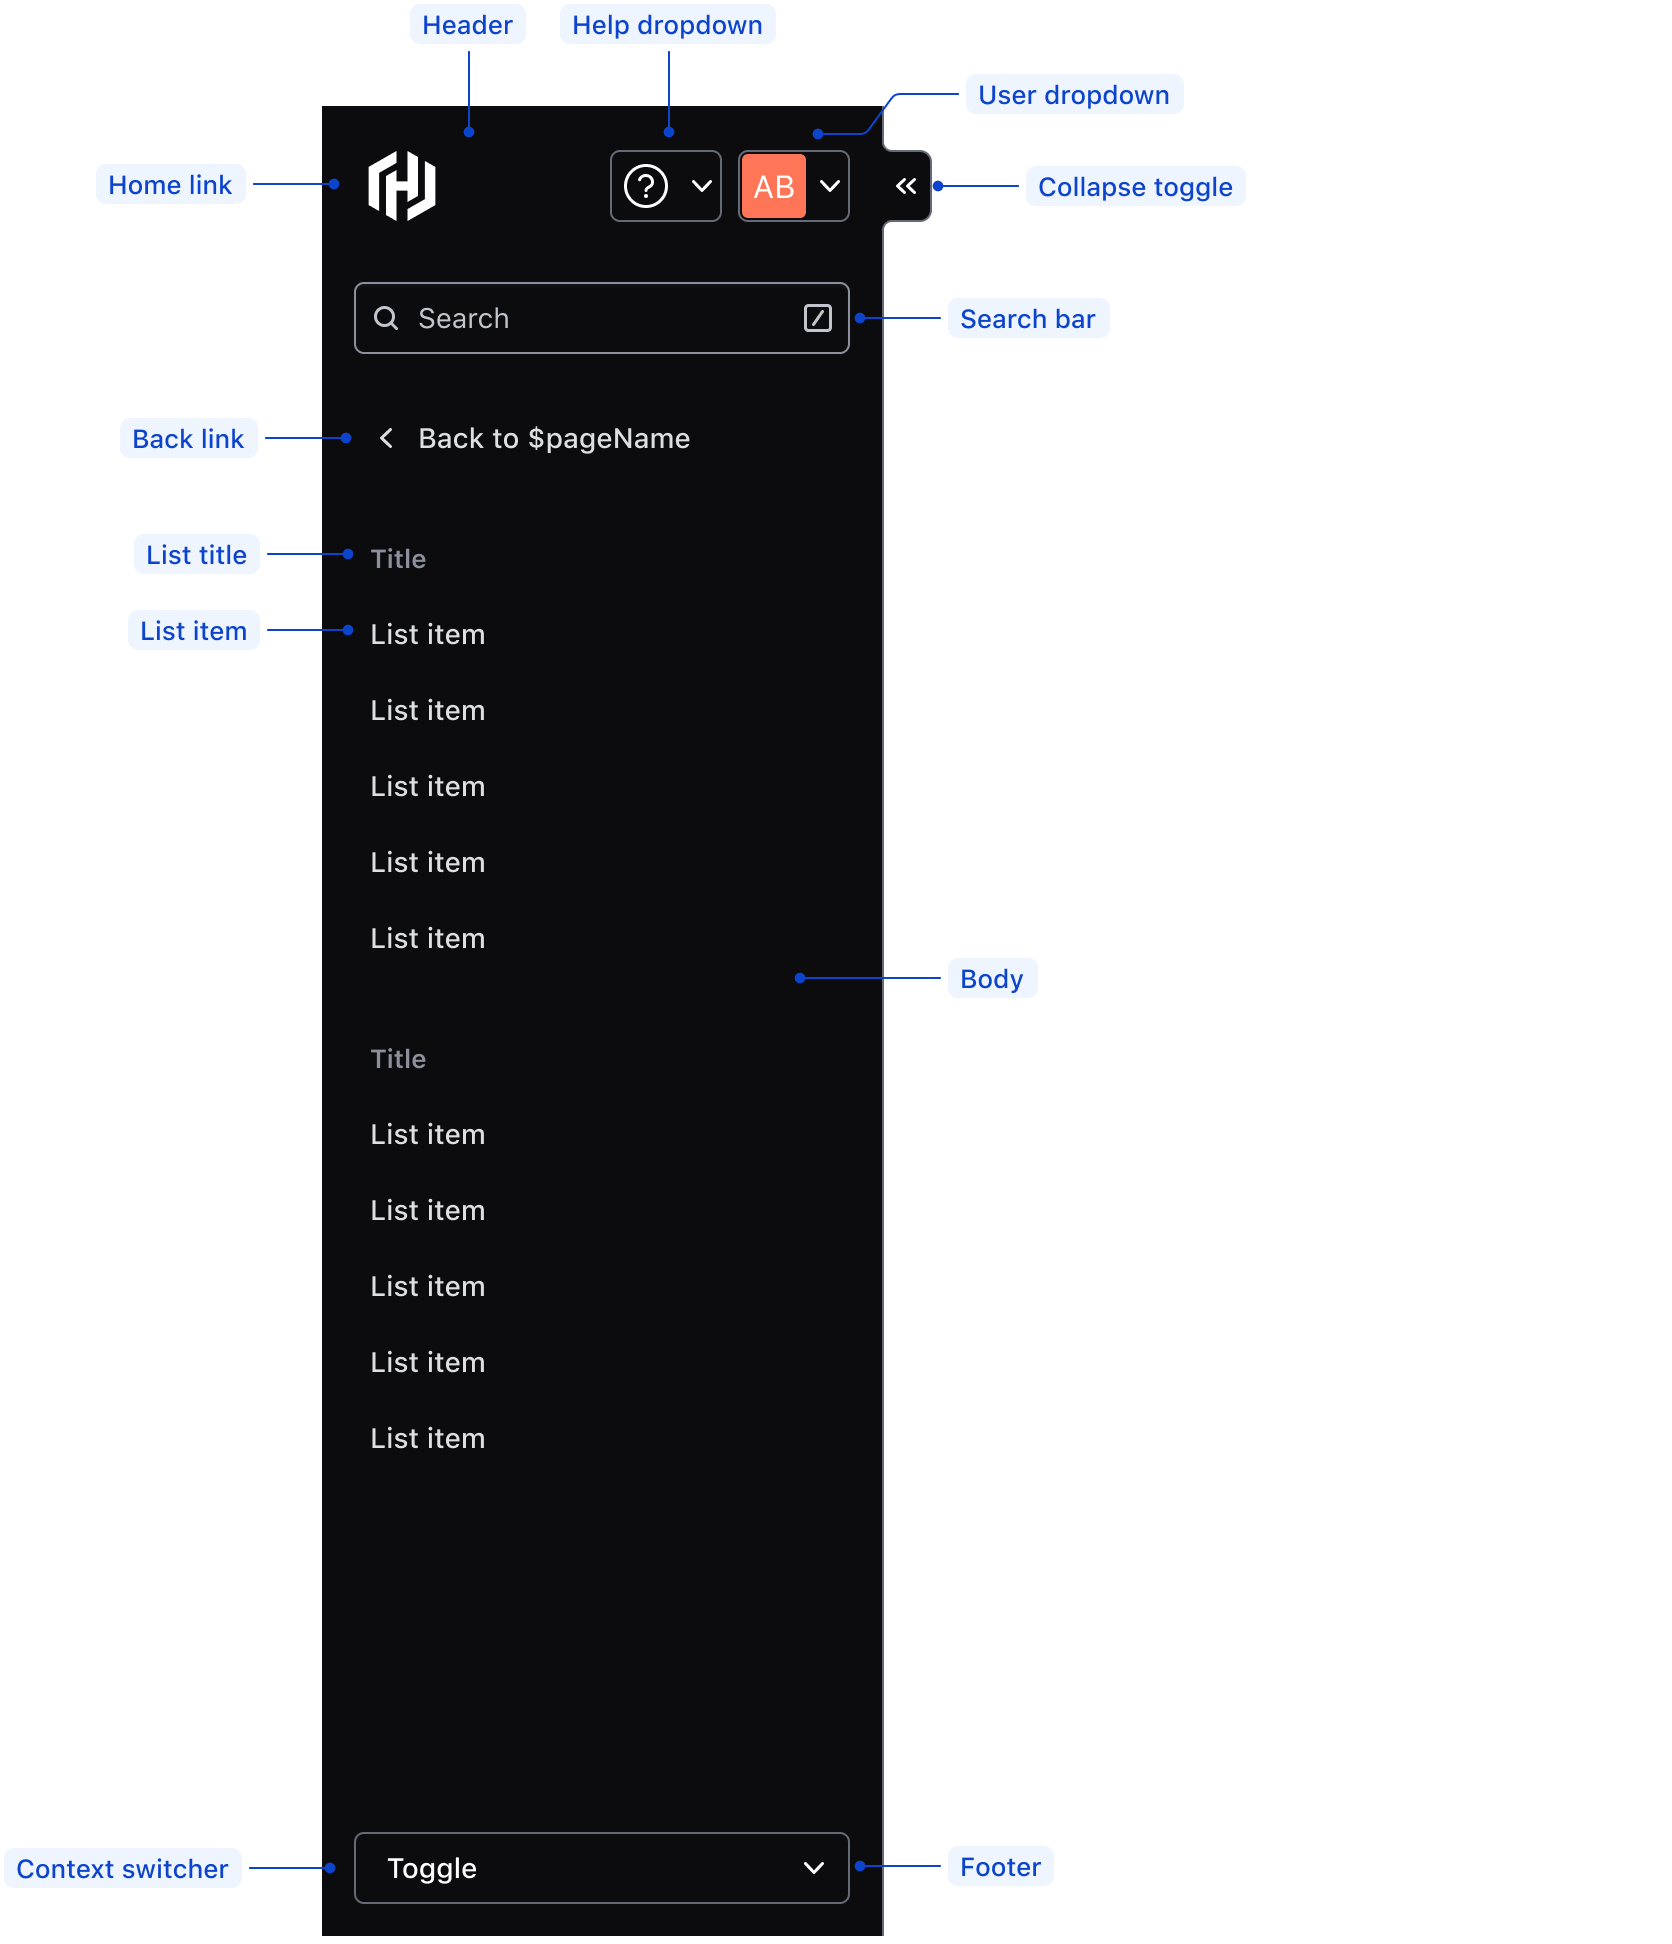 Header
Help dropdown
User dropdown
Home link
AB
Collapse toggle
Search
Search bar
Back link
Back to $pageName
List title
Title
List item
List item
List item
List item
List item
List item
Body
Title
List item
List item
List item
List item
List item
Context switcher
Toggle
Footer